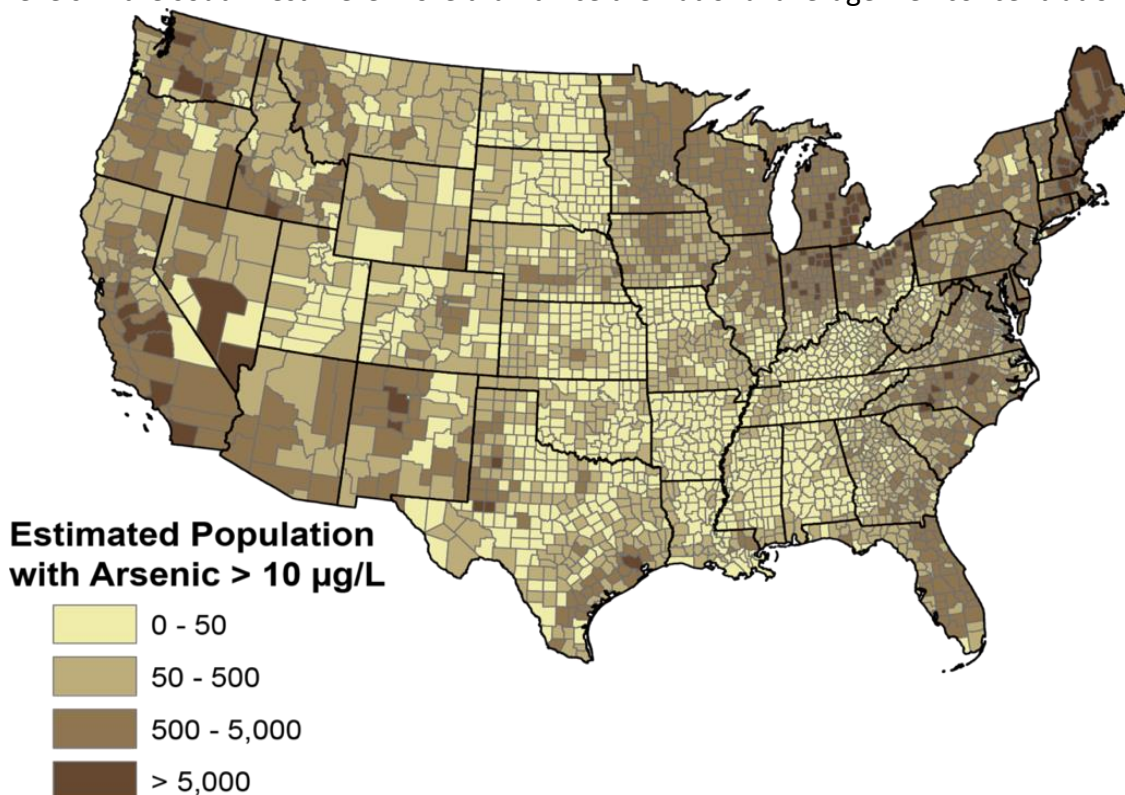 Estimated Population
with Arsenic > 10 µg/L
0 - 50
50 - 500
500 - 5,000
> 5,000